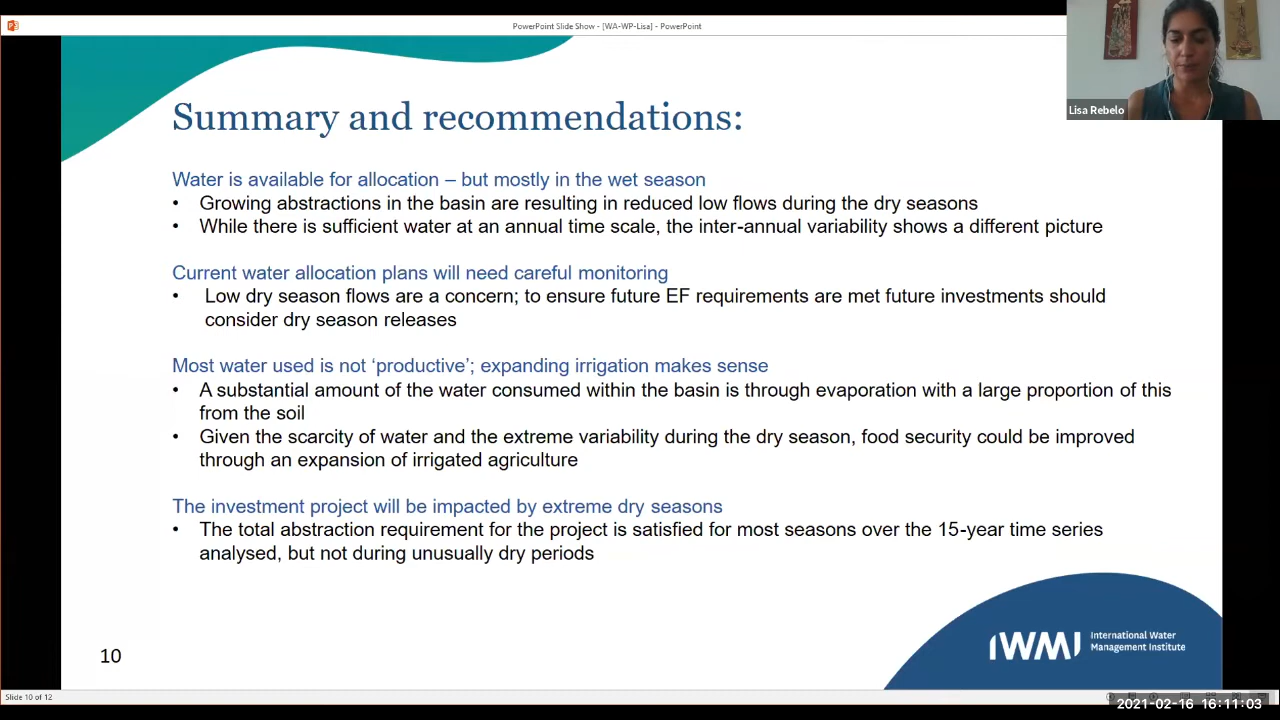 PowerPoint Slide Show - [WA-WP-Lisa] - PowerPoint
Lisa Rebelo
Summary and recommendations:
Water is available for allocation – but mostly in the wet season
• Growing abstractions in the basin are resulting in reduced low flows during the dry seasons
• While there is sufficient water at an annual time scale, the inter-annual variability shows a different picture
Current water allocation plans will need careful monitoring
• Low dry season flows are a concern; to ensure future EF requirements are met future investments should
consider dry season releases
Most water used is not ‘productive’; expanding irrigation makes sense
• A substantial amount of the water consumed within the basin is through evaporation with a large proportion of this
from the soil
• Given the scarcity of water and the extreme variability during the dry season, food security could be improved
through an expansion of irrigated agriculture
The investment project will be impacted by extreme dry seasons
• The total abstraction requirement for the project is satisfied for most seasons over the 15-year time series
analysed, but not during unusually dry periods
10
IWMI
International Water
Management Institute
Slide 10 of 12
2021-02-16 16:11:03